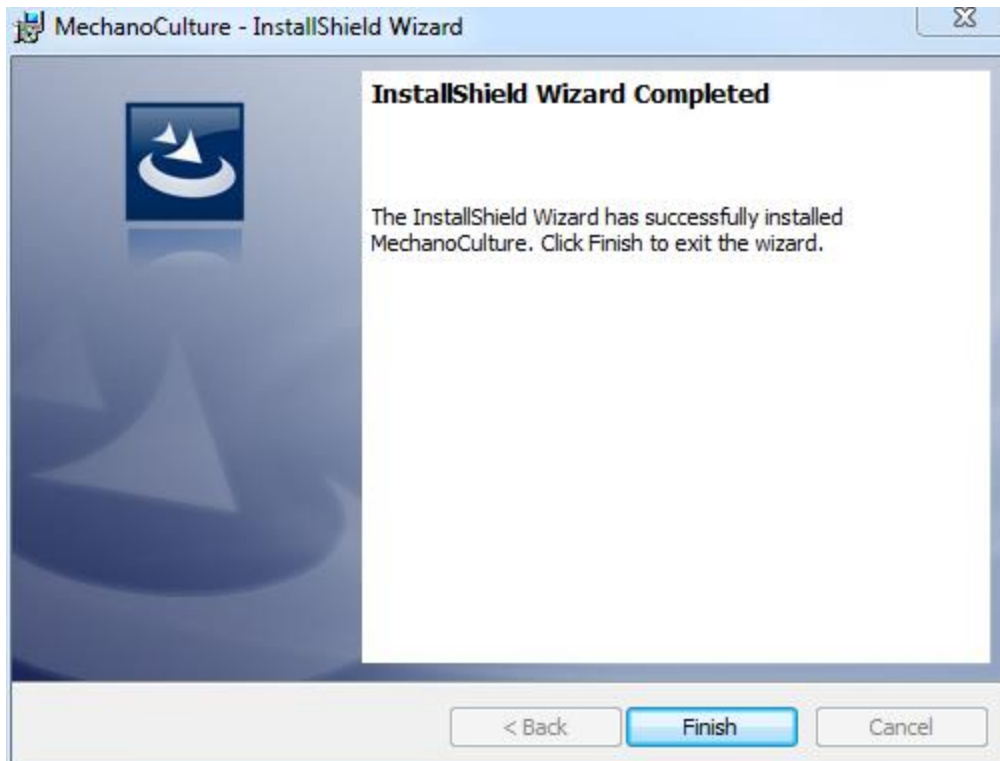 MechanoCulture - InstallShield Wizard
InstallShield Wizard Completed
The InstallShield Wizard has successfully installed
MechanoCulture. Click Finish to exit the wizard.
< Back
Finish
Cancel